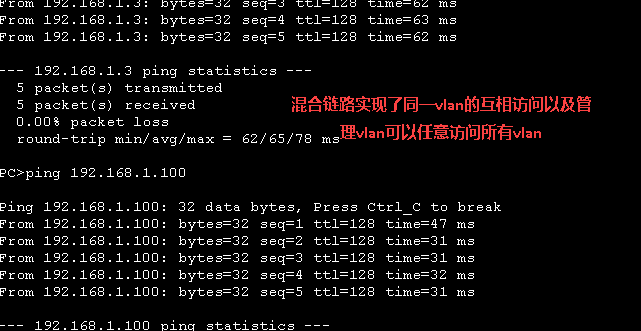 From 192.168.1.3: bytes=32 seq=3 ttl=128 time=62 ms
From 192.168.1.3: bytes=32 seq=4 ttl=128 time=63 ms
From 192.168.1.3: bytes=32 seq=5 ttl=128 time=62 ms
--- 192.168.1.3 ping statistics ---
5 packet(s) transmitted
5 packet(s) received
0.00% packet loss
round-trip min/avg/max = 62/65/78 ms
混合链路实现了同一vlan的互相访问以及管
理vlan可以任意访问所有vlan
PC>ping 192.168.1.100
Ping 192.168.1.100: 32 data bytes, Press Ctrl_C to break
From 192.168.1.100: bytes=32 seq=1 ttl=128 time=47 ms
From 192.168.1.100: bytes=32 seq=2 ttl=128 time=31 ms
From 192.168.1.100: bytes=32 seq=3 ttl=128 time=31 ms
From 192.168.1.100: bytes=32 seq=4 ttl=128 time=32 ms
From 192.168.1.100: bytes=32 seq=5 ttl=128 time=31 ms
--- 192.168.1.100 ping statistics ---